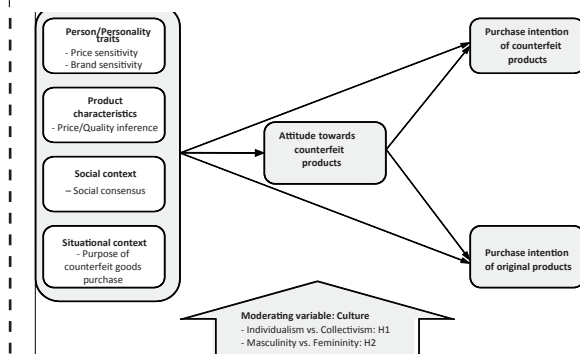 Person/Personality
traits
- Price sensitivity
- Brand sensitivity
Product
characteristics
- Price/Quality inference
Social context
– Social consensus
Situational context
- Purpose of
counterfeit goods
purchase
Attitude towards
counterfeit
products
Purchase intention
of counterfeit
products
Purchase intention
of original products
Moderating variable: Culture
- Individualism vs. Collectivism: H1
- Masculinity vs. Femininity: H2